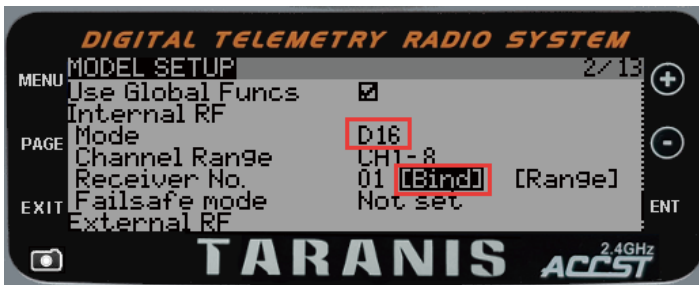 DIGITAL TELEMETRY RADIO SYSTEM
MENU
MODEL SETUP 2/13
Use Global Funcs
Internal RF
PAGE
Mode D16
Channel Range CH1-8
Receiver No. 01 [Bind] [Range]
EXIT
Failsafe mode Not set
ENT
External RF
TARANIS
2.4GHz
ACCST